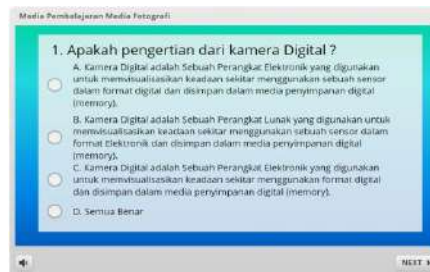 Media Pembelajaran Media Fotografi
1. Apakah pengertian dari kamera Digital ?
A. Kamera Digital adalah Sebuah Perangkat Elektronik yang digunakan
untuk memvisualisasikan keadaan sekitar menggunakan sebuah sensor
dalam format digital dan disimpan dalam media penyimpanan digital
(memory).
B. Kamera Digital adalah Sebuah Perangkat Lunak yang digunakan untuk
memvisualisasikan keadaan sekitar menggunakan sebuah sensor dalam
format Elektronik dan disimpan dalam media penyimpanan digital
(memory).
C. Kamera Digital adalah Sebuah Perangkat Elektronik yang digunakan
untuk memvisualisasikan keadaan sekitar menggunakan format digital
dan disimpan dalam media penyimpanan digital (memory).
D. Semua Benar
NEXT